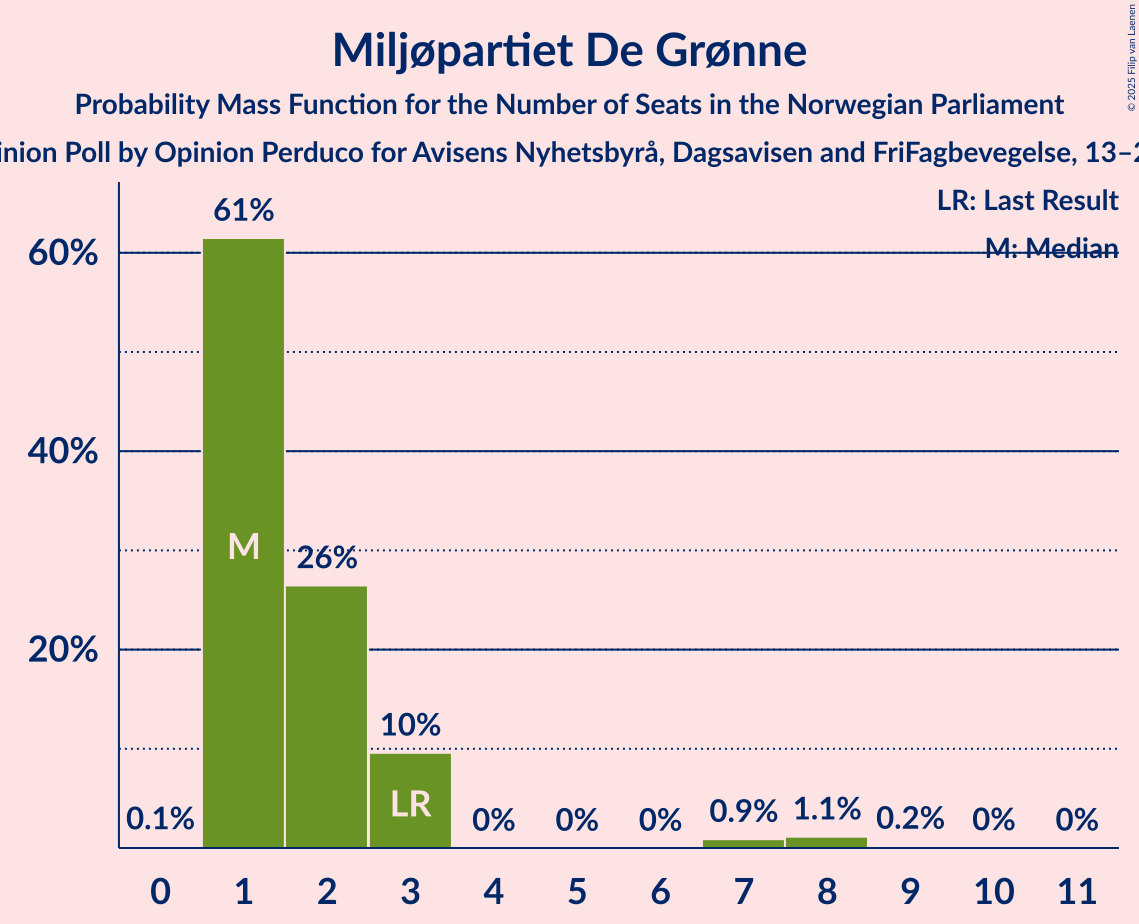 Miljøpartiet De Grønne
Probability Mass Function for the Number of Seats in the Norwegian Parliament
Poll by Opinion Perduco for Avisens Nyhetsbyrå, Dagsavisen and FriFagbevegelse,
© 2025 Filip van Laenen
LR: Last Result
M: Median
60%
40%
20%
0.1%
61%
26%
10%
0%
0%
0%
0.9%
1.1%
0.2%
0%
0%
M
LR
0 1 2 3 4 5 6 7 8 9 10 11